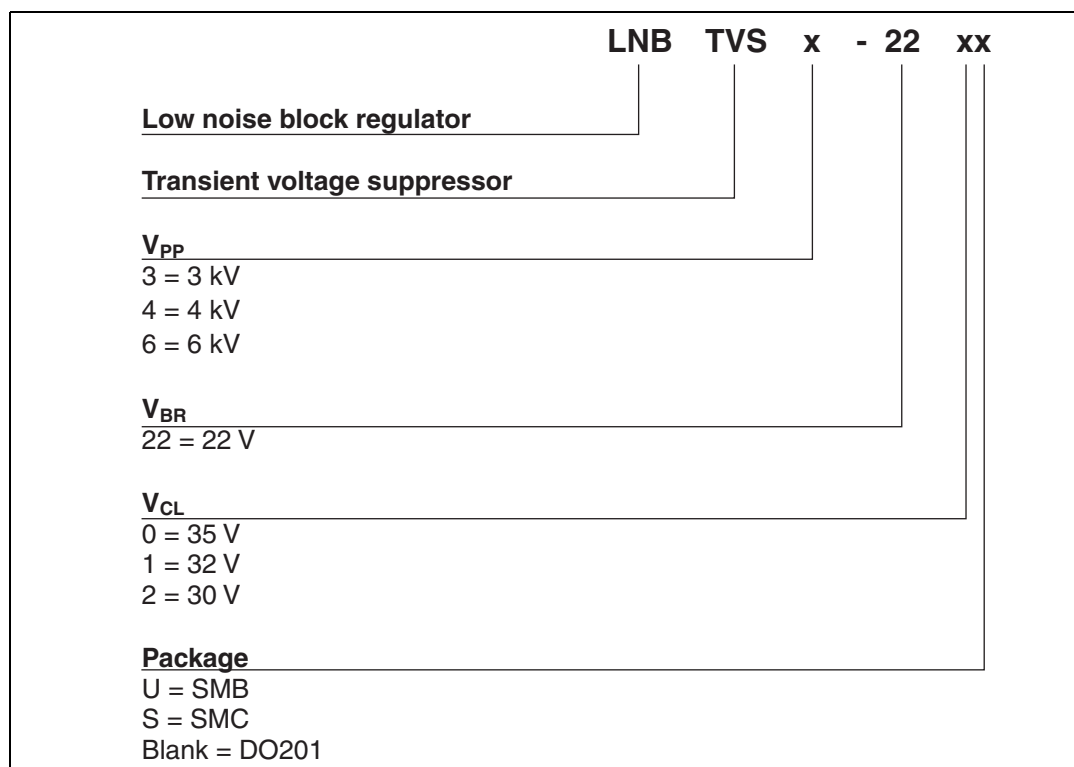 LNB TVS x - 22 xx
Low noise block regulator
Transient voltage suppressor
VPP
3 = 3 kV
4 = 4 kV
6 = 6 kV
VBR
22 = 22 V
VCL
0 = 35 V
1 = 32 V
2 = 30 V
Package
U = SMB
S = SMC
Blank = DO201